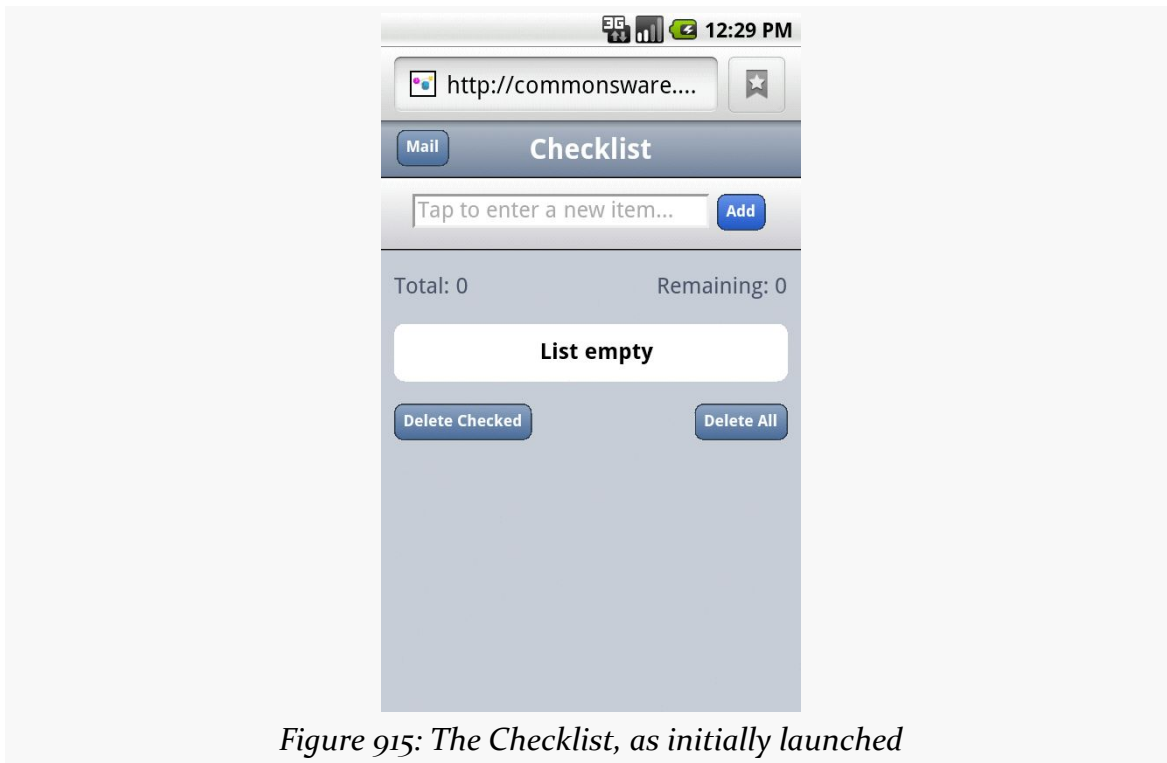 3G 12:29 PM
http://commonsware....
Mail Checklist
Tap to enter a new item... Add
Total: 0 Remaining: 0
List empty
Delete Checked Delete All
Figure 915: The Checklist, as initially launched